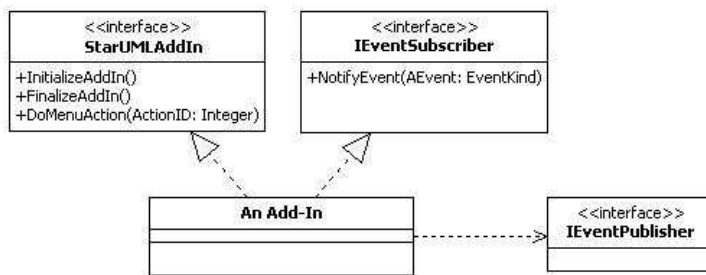 <<interface>>
StarUMLAddIn
+InitializeAddIn()
+FinalizeAddIn()
+DoMenuAction(ActionID: Integer)
<<interface>>
IEventSubscriber
+NotifyEvent(AEvent: EventKind)
An Add-In
<<interface>>
IEventPublisher